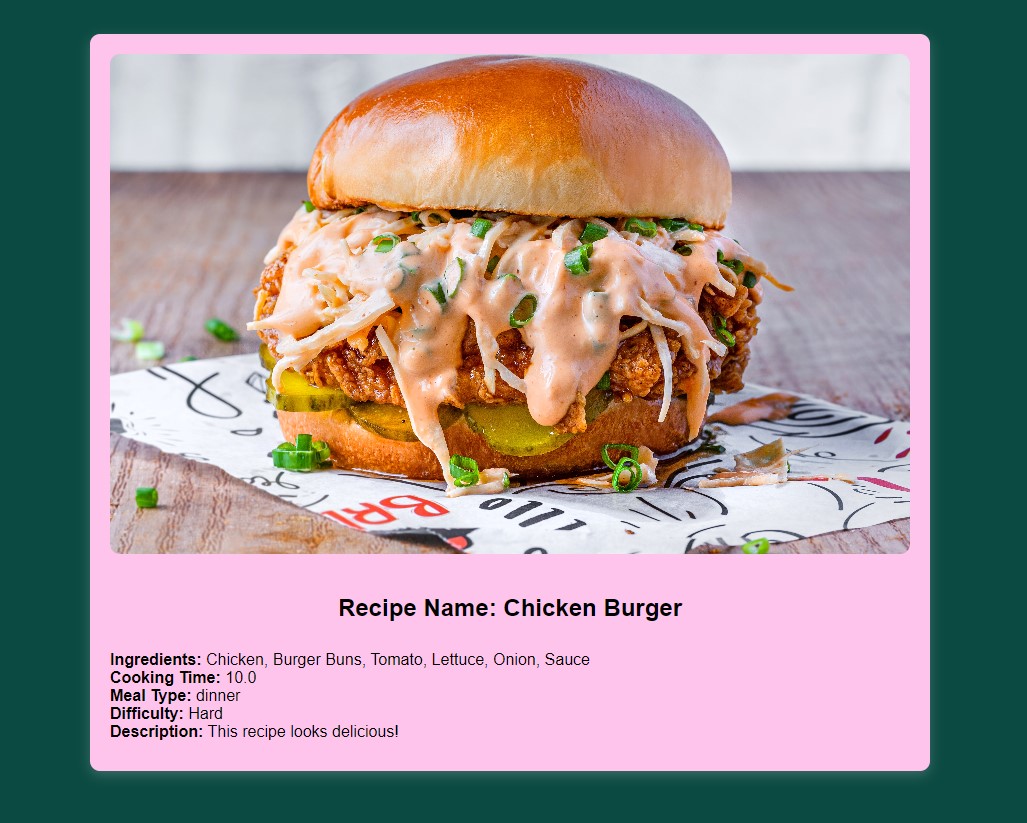 Recipe Name: Chicken Burger
Ingredients: Chicken, Burger Buns, Tomato, Lettuce, Onion, Sauce
Cooking Time: 10.0
Meal Type: dinner
Difficulty: Hard
Description: This recipe looks delicious!